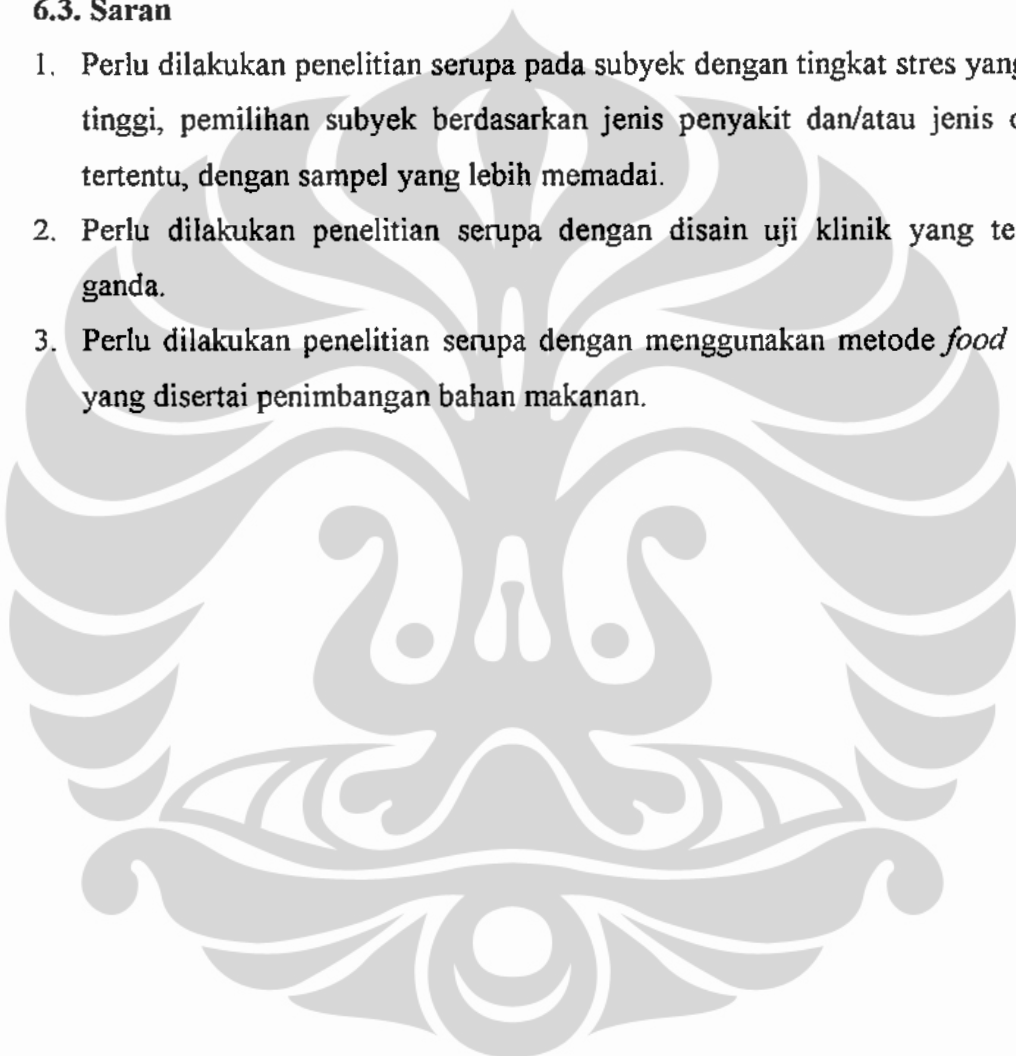 6.3. Saran
1. Perlu dilakukan penelitian serupa pada subyek dengan tingkat stres yang
tinggi, pemilihan subyek berdasarkan jenis penyakit dan/atau jenis
tertentu, dengan sampel yang lebih memadai.
2. Perlu dilakukan penelitian serupa dengan disain uji klinik yang
ganda.
3. Perlu dilakukan penelitian serupa dengan menggunakan metode food
yang disertai penimbangan bahan makanan.